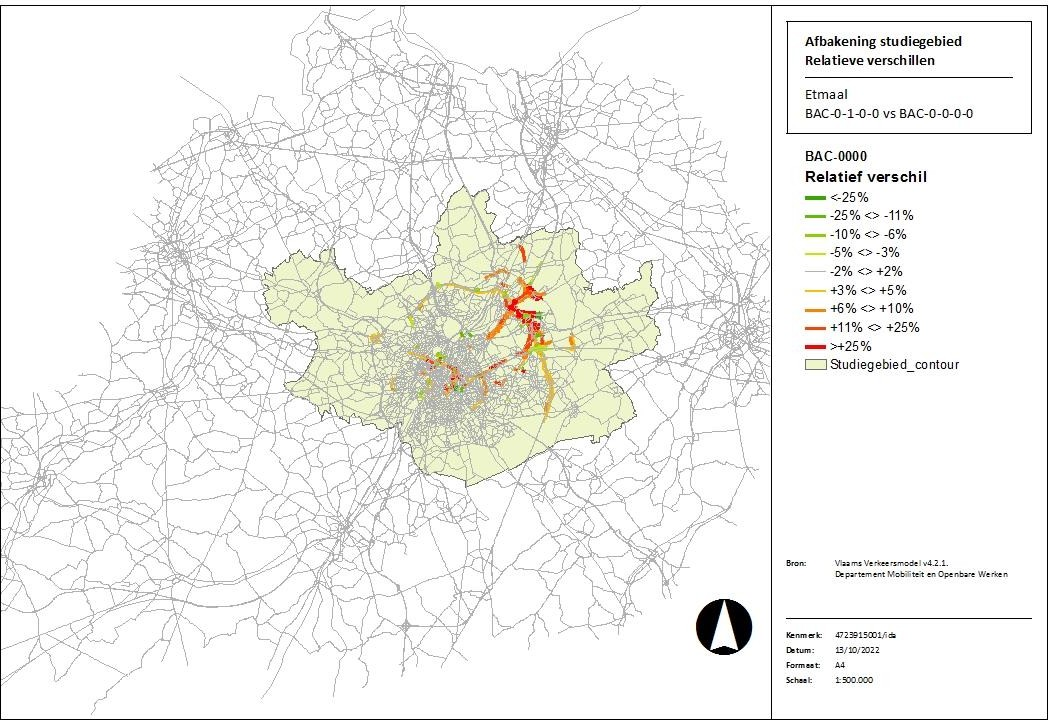 Afbakening studiegebied
Relatieve verschillen
Etmaal
BAC-0-1-0-0 vs BAC-0-0-0-0
BAC-0000
Relatief verschil
<-25%
-25% <> -11%
-10% <> -6%
-5% <> -3%
-2% <> +2%
+3% <> +5%
+6% <> +10%
+11% <> +25%
>+25%
Studiegebied_contour
Bron: Vlaams Verkeersmodel v4.2.1.
Departement Mobiliteit en Openbare Werken
Kenmerk: 4723915001/ida
Datum: 13/10/2022
Formaat: A4
Schaal: 1:500.000